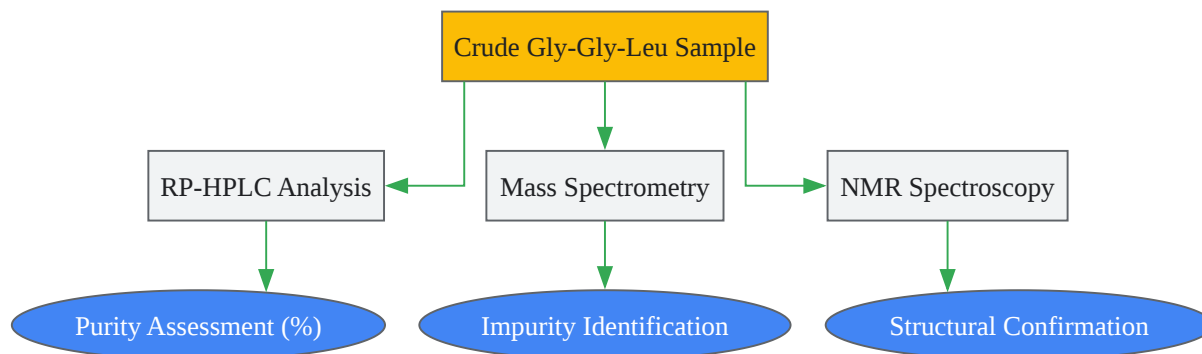 Crude Gly-Gly-Leu Sample
RP-HPLC Analysis
Mass Spectrometry
NMR Spectroscopy
Purity Assessment (%)
Impurity Identification
Structural Confirmation